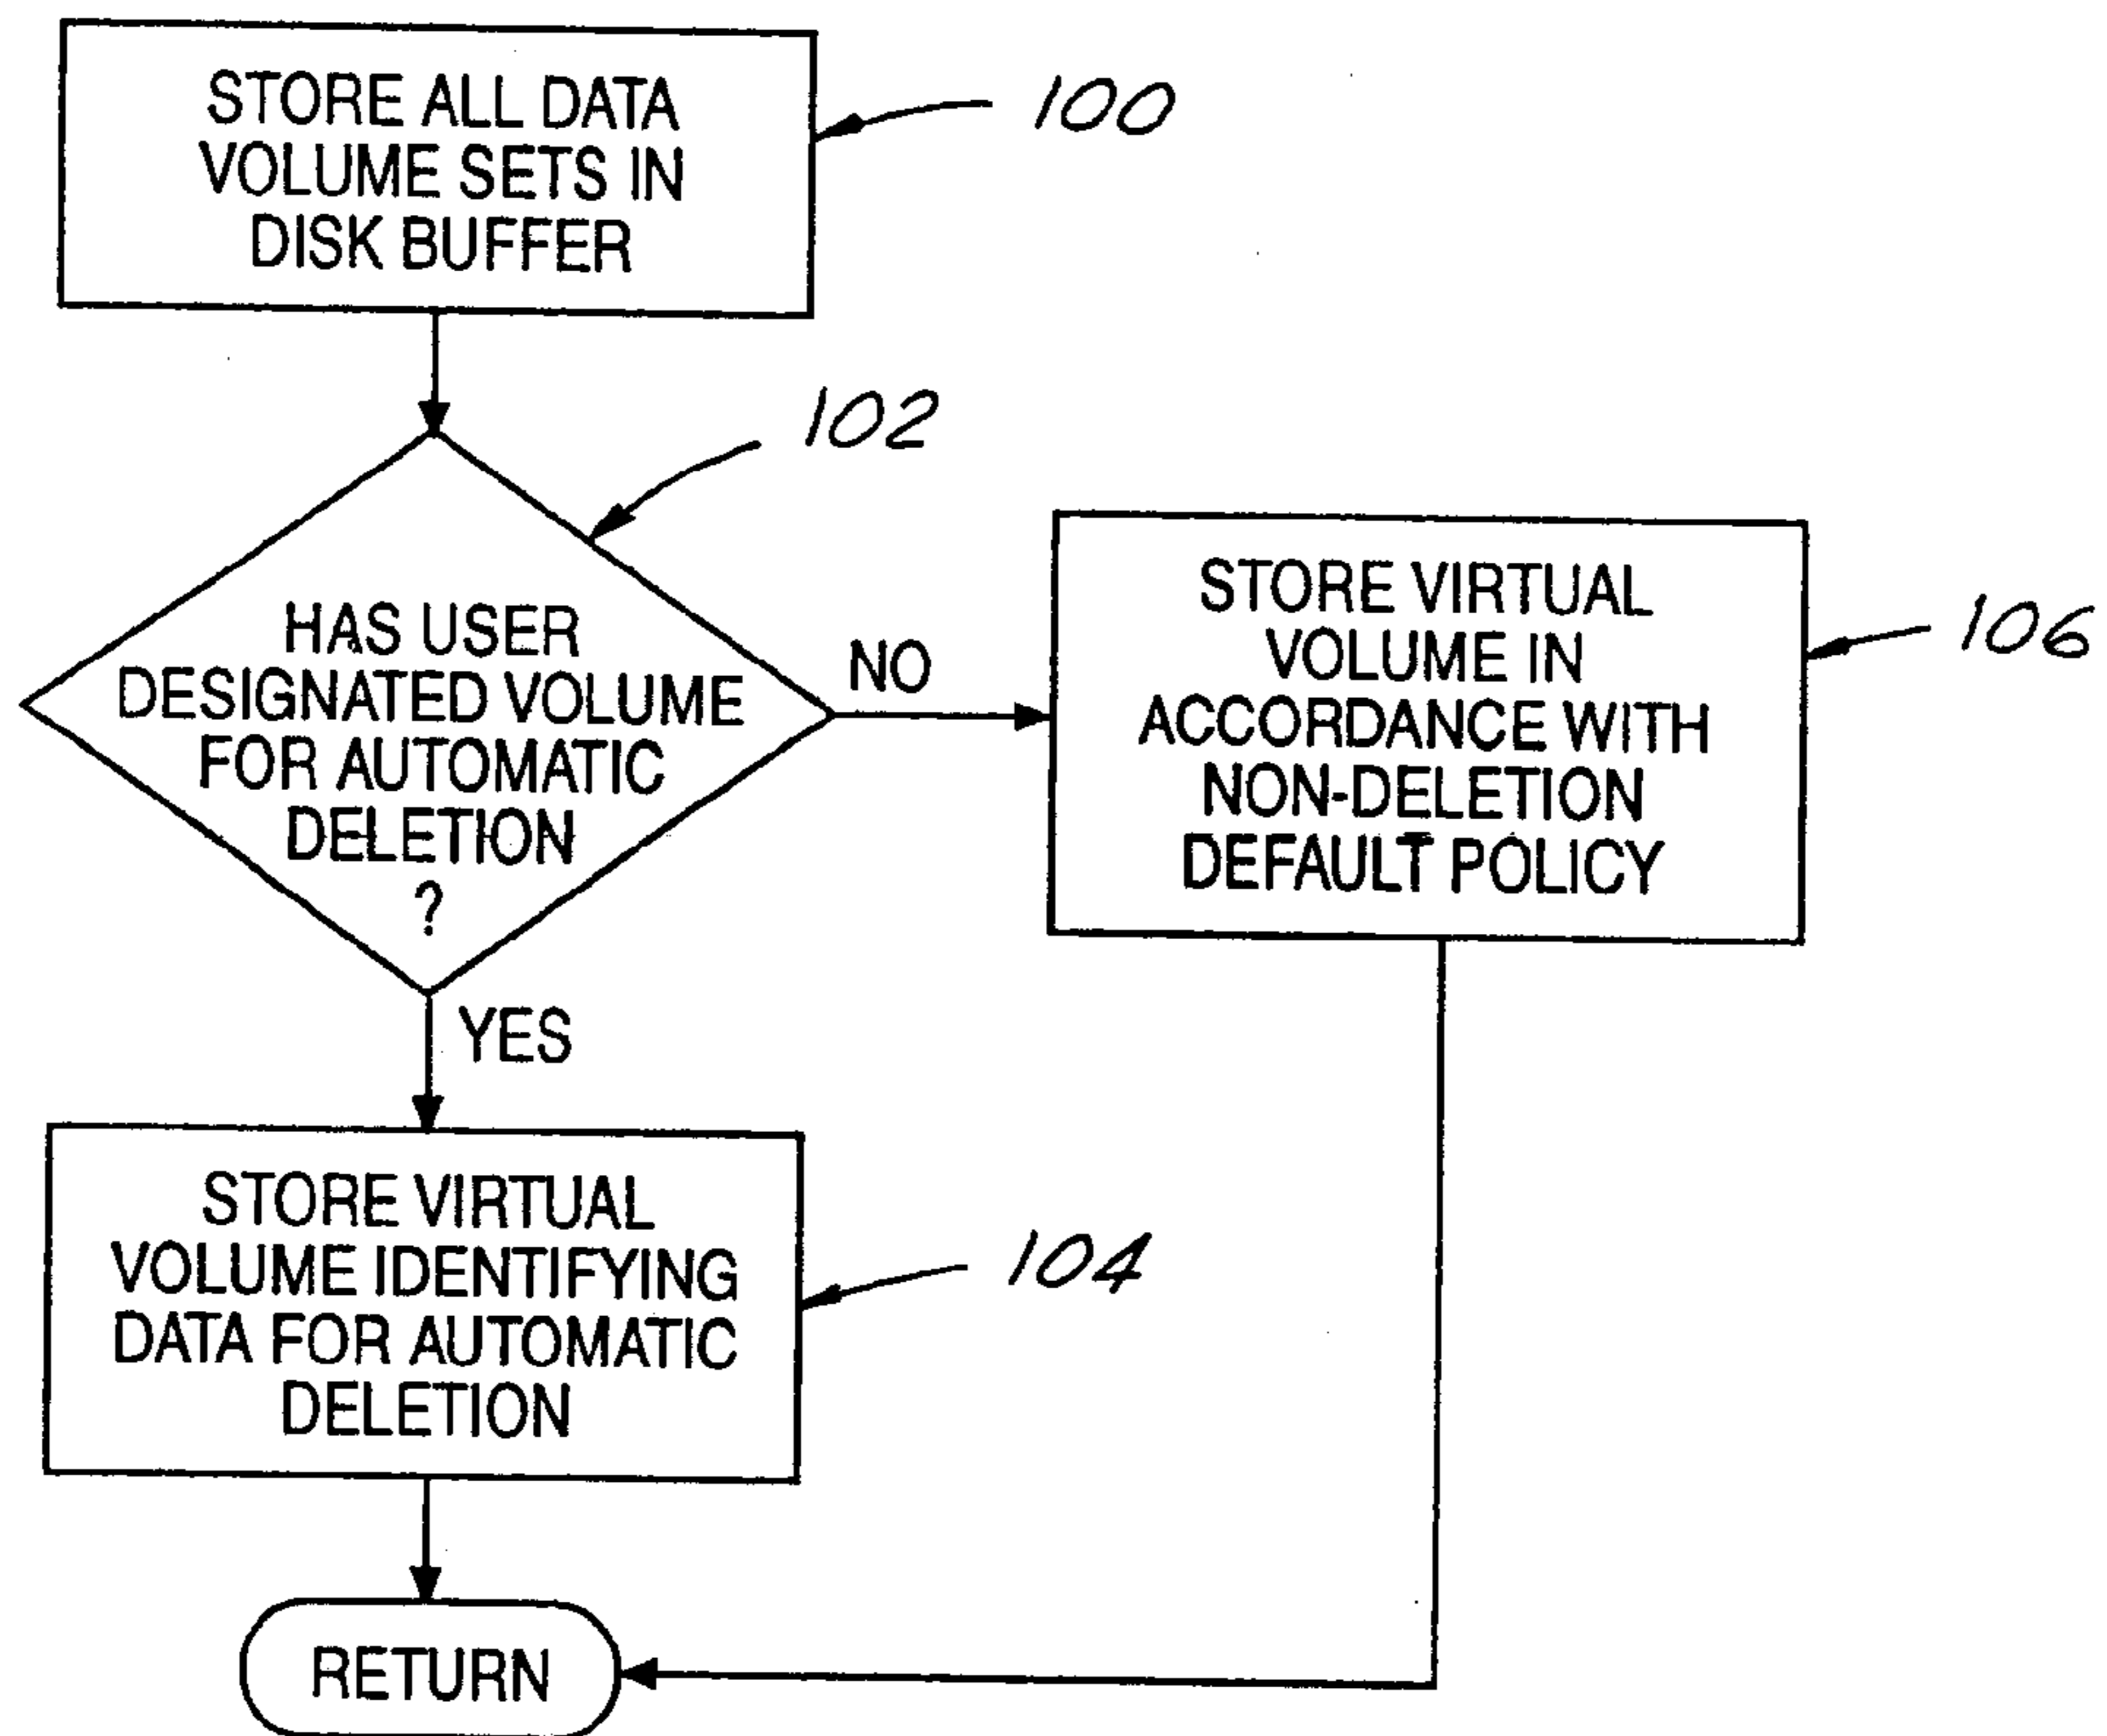 STORE ALL DATA
VOLUME SETS IN
DISK BUFFER
100
102
HAS USER
DESIGNATED VOLUME
FOR AUTOMATIC
DELETION
?
NO
STORE VIRTUAL
VOLUME IN
ACCORDANCE WITH
NON-DELETION
DEFAULT POLICY
106
YES
STORE VIRTUAL
VOLUME IDENTIFYING
DATA FOR AUTOMATIC
DELETION
104
RETURN